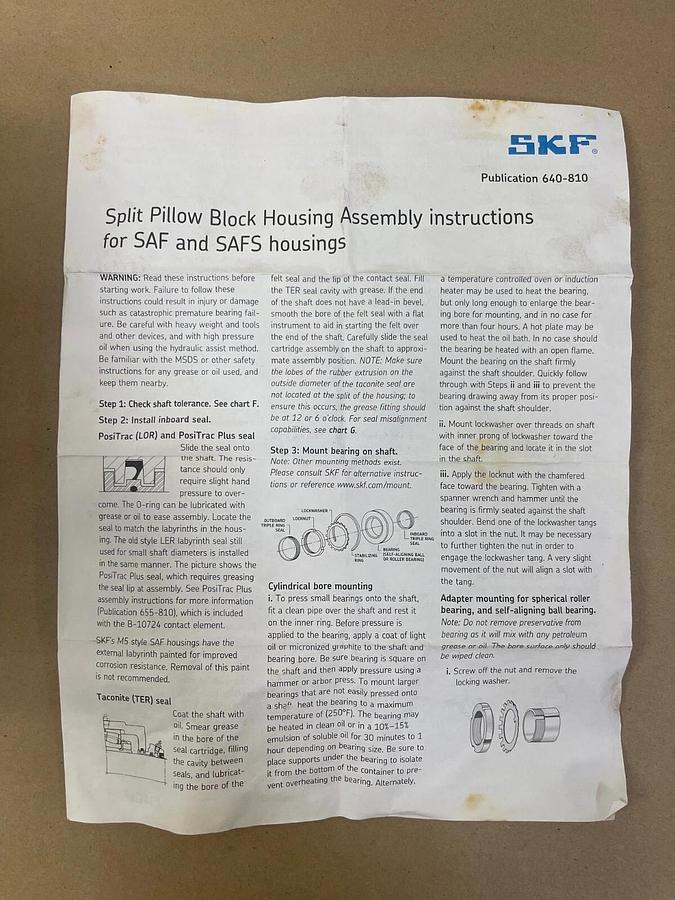 SKF®
Publication 640-810
Split Pillow Block Housing Assembly instructions
for SAF and SAFS housings
WARNING: Read these instructions before
starting work. Failure to follow these
instructions could result in injury or damage
such as catastrophic premature bearing fail-
ure. Be careful with heavy weight and tools
and other devices, and with high pressure
oil when using the hydraulic assist method.
Be familiar with the MSDS or other safety
instructions for any grease or oil used, and
keep them nearby.
Step 1: Check shaft tolerance. See chart F.
Step 2: Install inboard seal.
PosiTrac (LOR) and PosiTrac Plus seal
Slide the seal onto
the shaft. The resis-
tance should only
require slight hand
pressure to over-
come. The O-ring can be lubricated with
grease or oil to ease assembly. Locate the
seal to match the labyrinths in the hous-
ing. The old style LER labyrinth seal still
used for small shaft diameters is installed
in the same manner. The picture shows the
PosiTrac Plus seal, which requires greasing
the seal lip at assembly. See PosiTrac Plus
assembly instructions for more information
(Publication 655-810), which is included
with the B-10724 contact element.
SKF's M5 style SAF housings have the
external labyrinth painted for improved
corrosion resistance. Removal of this paint
is not recommended.
Taconite (TER) seal
Coat the shaft with
oil. Smear grease
in the bore of the
seal cartridge, filling
the cavity between
seals, and lubricat-
ing the bore of the
felt seal and the lip of the contact seal. Fill
the TER seal cavity with grease. If the end
of the shaft does not have a lead-in bevel,
smooth the bore of the felt seal with a flat
instrument to aid in starting the felt over
the end of the shaft. Carefully slide the seal
cartridge assembly on the shaft to approxi-
mate assembly position. NOTE: Make sure
the lobes of the rubber extrusion on the
outside diameter of the taconite seal are
not located at the split of the housing; to
ensure this occurs, the grease fitting should
be at 12 or 6 o'clock. For seal misalignment
capabilities, see chart G.
Step 3: Mount bearing on shaft.
Note: Other mounting methods exist.
Please consult SKF for alternative instruc-
tions or reference www.skf.com/mount.
LOCKWASHER
LOCKNUT
OUTBOARD
TRIPLE RING
SEAL
INBOARD
TRIPLE RING
SEAL
BEARING
(SELF-ALIGNING BALL
OR ROLLER BEARING)
STABILIZING
RING
Cylindrical bore mounting
i. To press small bearings onto the shaft,
fit a clean pipe over the shaft and rest it
on the inner ring. Before pressure is
applied to the bearing, apply a coat of light
oil or micronized graphite to the shaft and
bearing bore. Be sure bearing is square on
the shaft and then apply pressure using a
hammer or arbor press. To mount larger
bearings that are not easily pressed onto
a shaft, heat the bearing to a maximum
temperature of (250°F). The bearing may
be heated in clean oil or in a 10%–15%
emulsion of soluble oil for 30 minutes to 1
hour depending on bearing size. Be sure to
place supports under the bearing to isolate
it from the bottom of the container to pre-
vent overheating the bearing. Alternately,
a temperature controlled oven or induction
heater may be used to heat the bearing,
but only long enough to enlarge the bear-
ing bore for mounting, and in no case for
more than four hours. A hot plate may be
used to heat the oil bath. In no case should
the bearing be heated with an open flame.
Mount the bearing on the shaft firmly
against the shaft shoulder. Quickly follow
through with Steps ii and iii to prevent the
bearing drawing away from its proper posi-
tion against the shaft shoulder.
ii. Mount lockwasher over threads on shaft
with inner prong of lockwasher toward the
face of the bearing and locate it in the slot
in the shaft.
iii. Apply the locknut with the chamfered
face toward the bearing. Tighten with a
spanner wrench and hammer until the
bearing is firmly seated against the shaft
shoulder. Bend one of the lockwasher tangs
into a slot in the nut. It may be necessary
to further tighten the nut in order to
engage the lockwasher tang. A very slight
movement of the nut will align a slot with
the tang.
Adapter mounting for spherical roller
bearing, and self-aligning ball bearing.
Note: Do not remove preservative from
bearing as it will mix with any petroleum
grease or oil. The bore surface only should
be wiped clean.
i. Screw off the nut and remove the
locking washer.